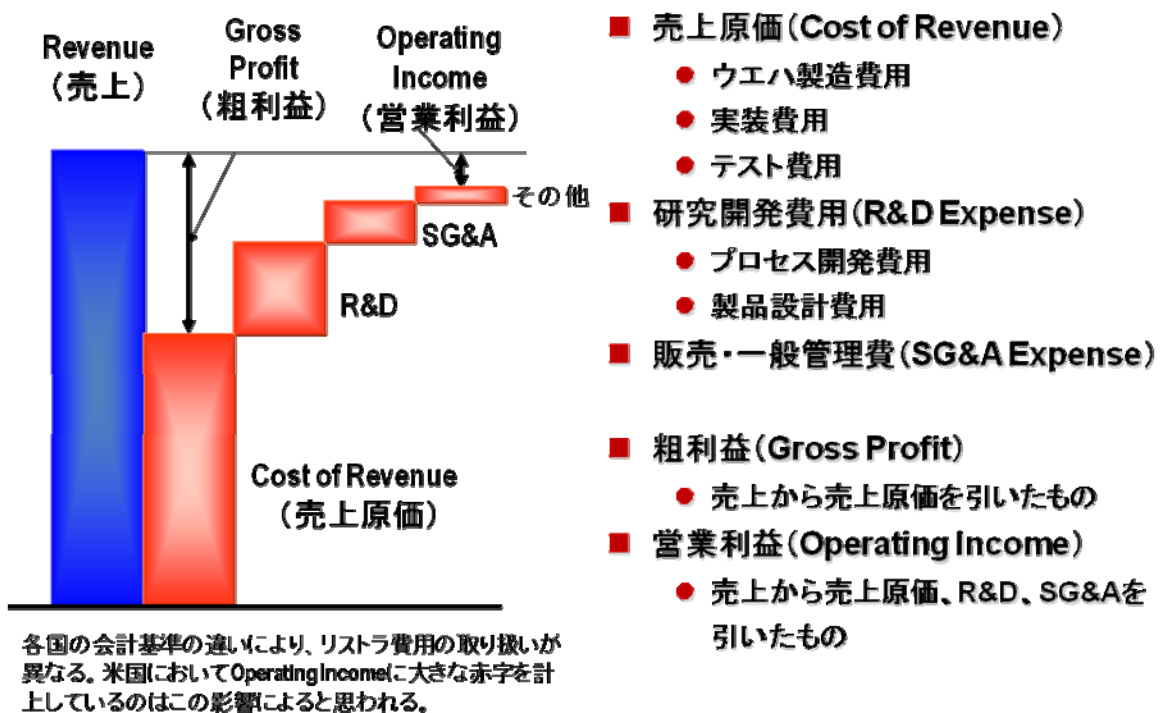 Revenue
（売上）
Gross
Profit
（粗利益）
Operating
Income
（営業利益）
その他
SG&A
R&D
Cost of Revenue
（売上原価）
各国の会計基準の違いにより、リストラ費用の取り扱いが
異なる。米国においてOperating Incomeに大きな赤字を計
上しているのはこの影響によると思われる。
売上原価（Cost of Revenue）
ウエハ製造費用
実装費用
テスト費用
研究開発費用（R&D Expense）
プロセス開発費用
製品設計費用
販売・一般管理費（SG&A Expense）
粗利益（Gross Profit）
売上から売上原価を引いたもの
営業利益（Operating Income）
売上から売上原価、R&D、SG&Aを
引いたもの